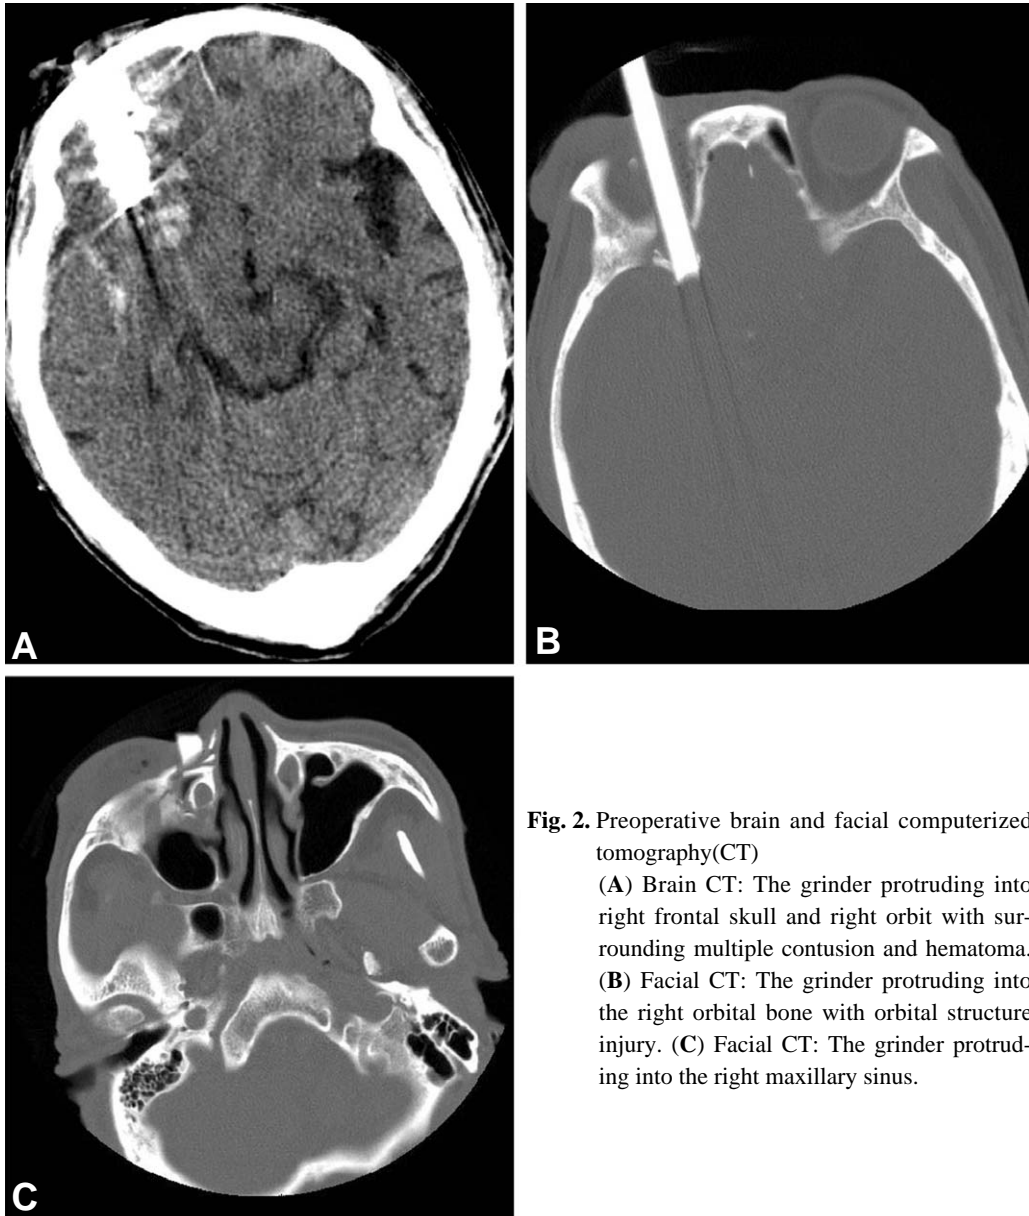 A
B
C
Fig. 2. Preoperative brain and facial computerized
tomography(CT)
(A) Brain CT: The grinder protruding into
right frontal skull and right orbit with sur-
rounding multiple contusion and hematoma.
(B) Facial CT: The grinder protruding into
the right orbital bone with orbital structure
injury. (C) Facial CT: The grinder protrud-
ing into the right maxillary sinus.